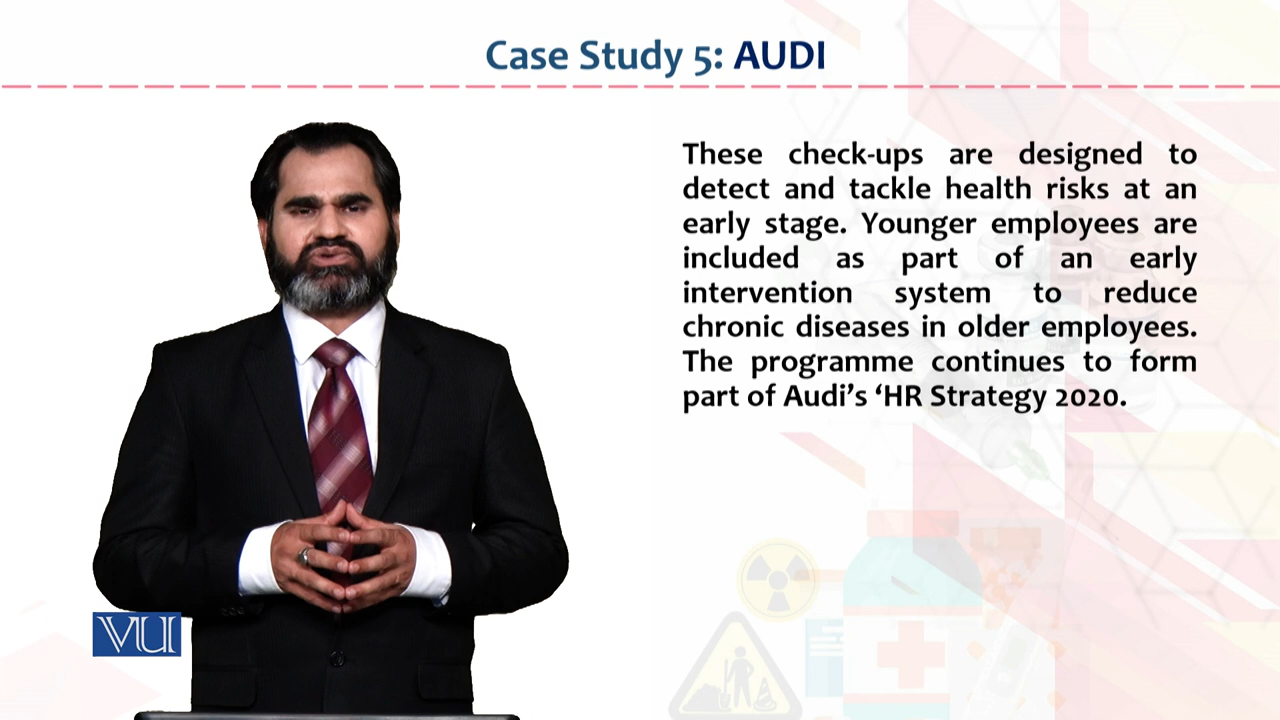 Case Study 5: AUDI
These check-ups are designed to
detect and tackle health risks at an
early stage. Younger employees are
included as part of an early
intervention system to reduce
chronic diseases in older employees.
The programme continues to form
part of Audi’s ‘HR Strategy 2020.
VU